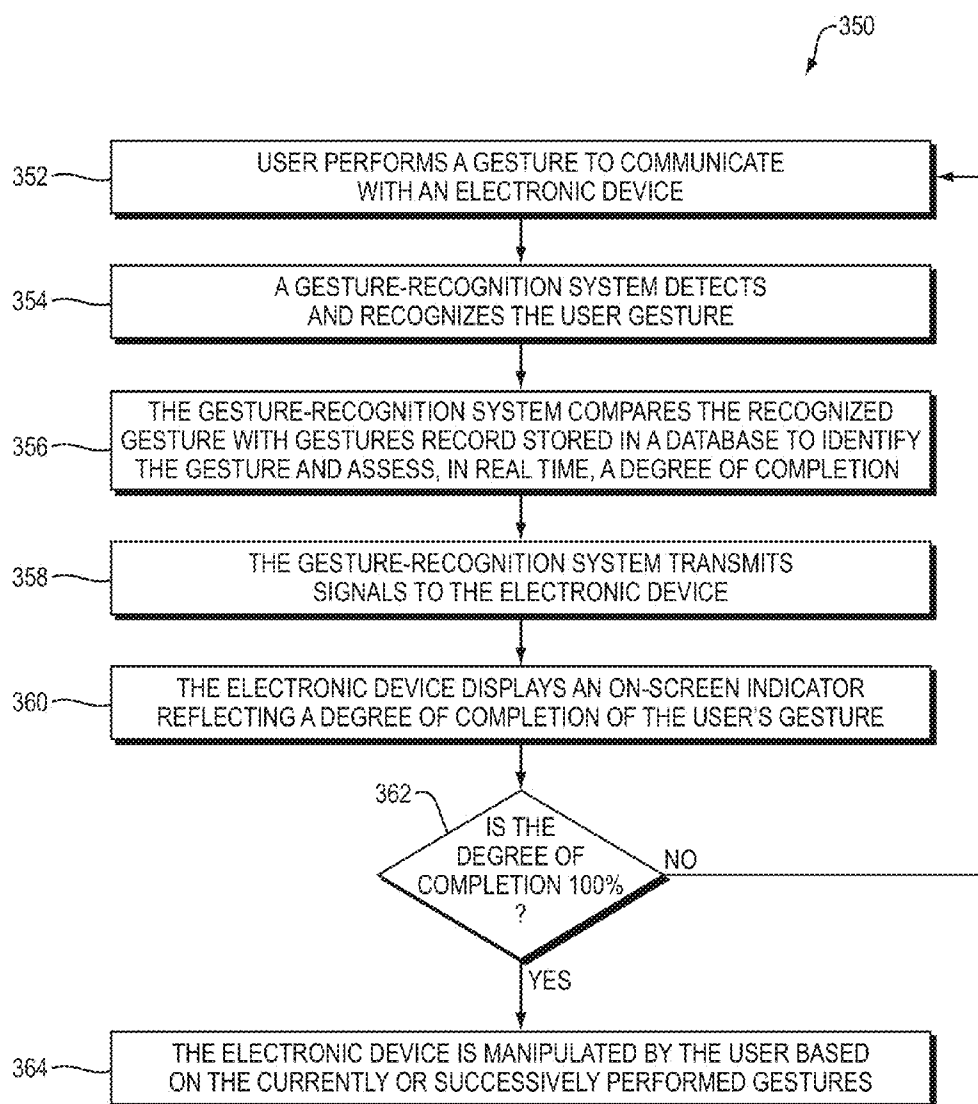 350
352
USER PERFORMS A GESTURE TO COMMUNICATE
WITH AN ELECTRONIC DEVICE
354
A GESTURE-RECOGNITION SYSTEM DETECTS
AND RECOGNIZES THE USER GESTURE
356
THE GESTURE-RECOGNITION SYSTEM COMPARES THE RECOGNIZED
GESTURE WITH GESTURES RECORD STORED IN A DATABASE TO IDENTIFY
THE GESTURE AND ASSESS, IN REAL TIME, A DEGREE OF COMPLETION
358
THE GESTURE-RECOGNITION SYSTEM TRANSMITS
SIGNALS TO THE ELECTRONIC DEVICE
360
THE ELECTRONIC DEVICE DISPLAYS AN ON-SCREEN INDICATOR
REFLECTING A DEGREE OF COMPLETION OF THE USER'S GESTURE
362
IS THE
DEGREE OF
COMPLETION 100%
?
NO
YES
364
THE ELECTRONIC DEVICE IS MANIPULATED BY THE USER BASED
ON THE CURRENTLY OR SUCCESSIVELY PERFORMED GESTURES